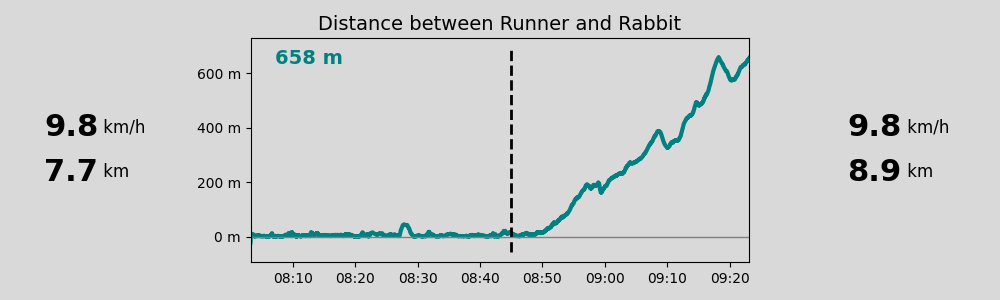 Distance between Runner and Rabbit
658 m
600 m
400 m
200 m
0 m
08:10 08:20 08:30 08:40 08:50 09:00 09:10 09:20
9.8 km/h
7.7 km
9.8 km/h
8.9 km